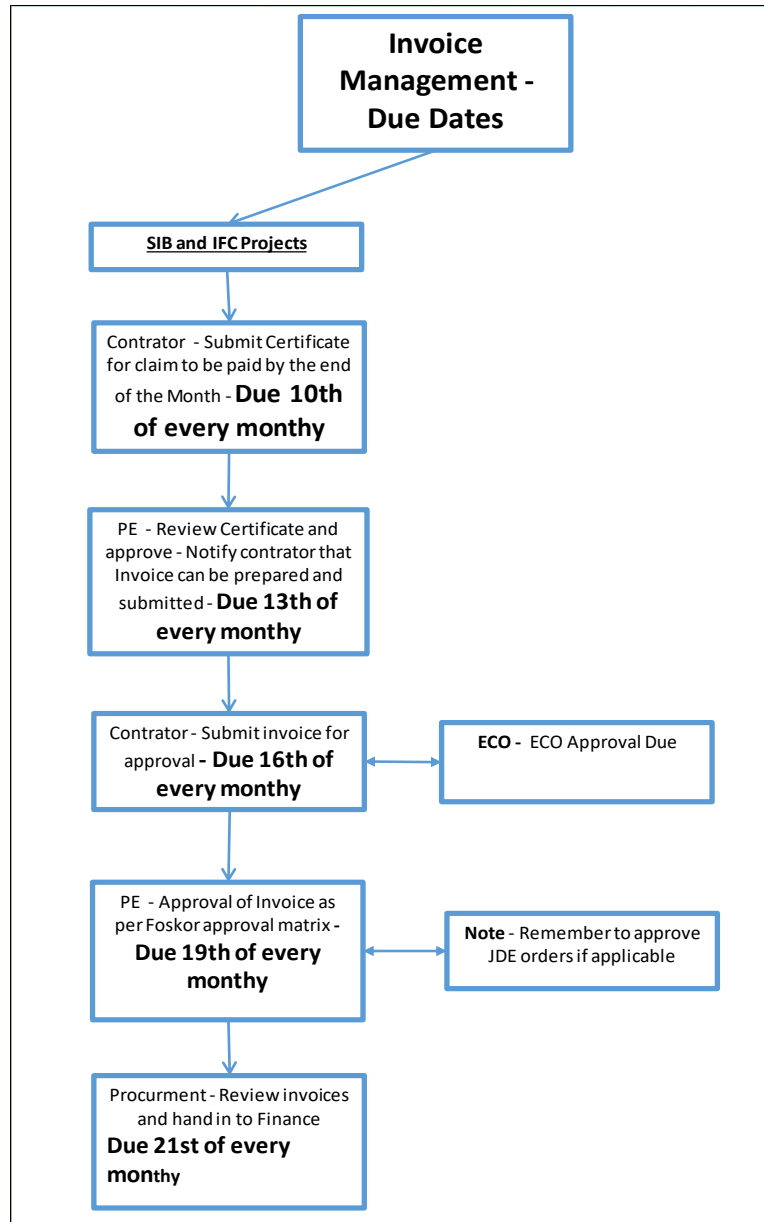 Invoice
Management -
Due Dates
SIB and IFC Projects
Contrator - Submit Certificate
for claim to be paid by the end
of the Month - Due 10th
of every monthy
PE - Review Certificate and
approve - Notify contrator that
Invoice can be prepared and
submitted - Due 13th of
every monthy
Contrator - Submit invoice for
approval - Due 16th of
every monthy
ECO - ECO Approval Due
PE - Approval of Invoice as
per Foskor approval matrix -
Due 19th of every
monthy
Note - Remember to approve
JDE orders if applicable
Procurment - Review invoices
and hand in to Finance
Due 21st of every
monthy